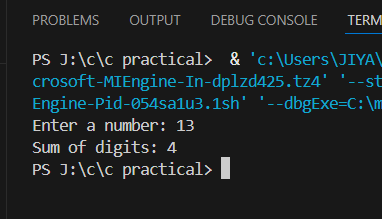 PROBLEMS OUTPUT DEBUG CONSOLE TERM
PS J:\c\c practical>  & 'c:\Users\JIYA
crosoft-MIEngine-In-dplzd425.tz4' '--st
Engine-Pid-054sa1u3.1sh' '--dbgExe=C:\m
Enter a number: 13
Sum of digits: 4
PS J:\c\c practical>